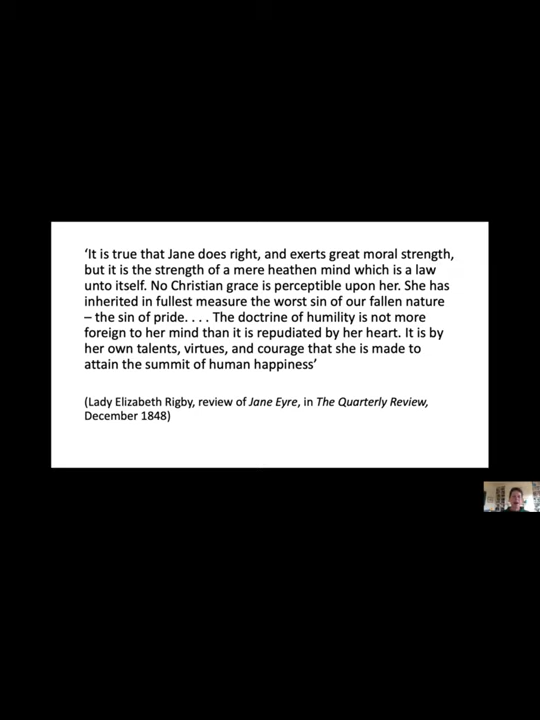 ‘It is true that Jane does right, and exerts great moral strength,
but it is the strength of a mere heathen mind which is a law
unto itself. No Christian grace is perceptible upon her. She has
inherited in fullest measure the worst sin of our fallen nature
– the sin of pride. . . . The doctrine of humility is not more
foreign to her mind than it is repudiated by her heart. It is by
her own talents, virtues, and courage that she is made to
attain the summit of human happiness’
(Lady Elizabeth Rigby, review of Jane Eyre, in The Quarterly Review,
December 1848)